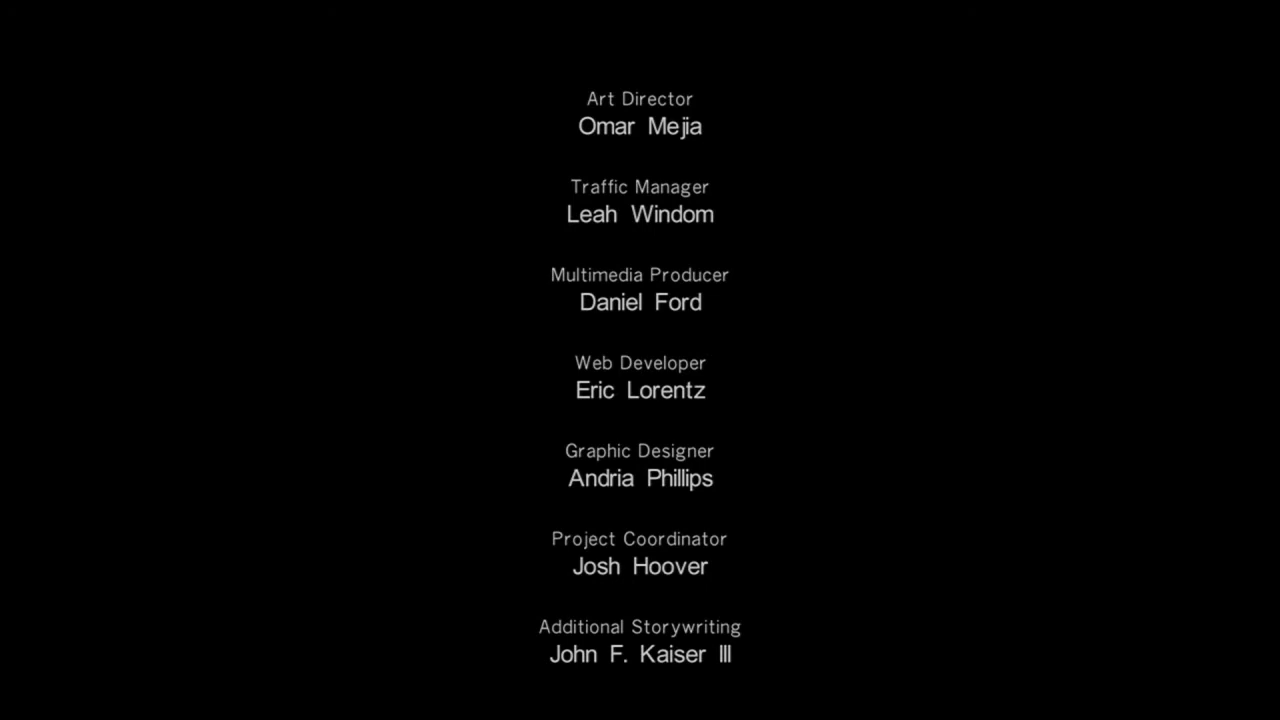 Art Director
Omar Mejia
Traffic Manager
Leah Windom
Multimedia Producer
Daniel Ford
Web Developer
Eric Lorentz
Graphic Designer
Andria Phillips
Project Coordinator
Josh Hoover
Additional Storywriting
John F. Kaiser III